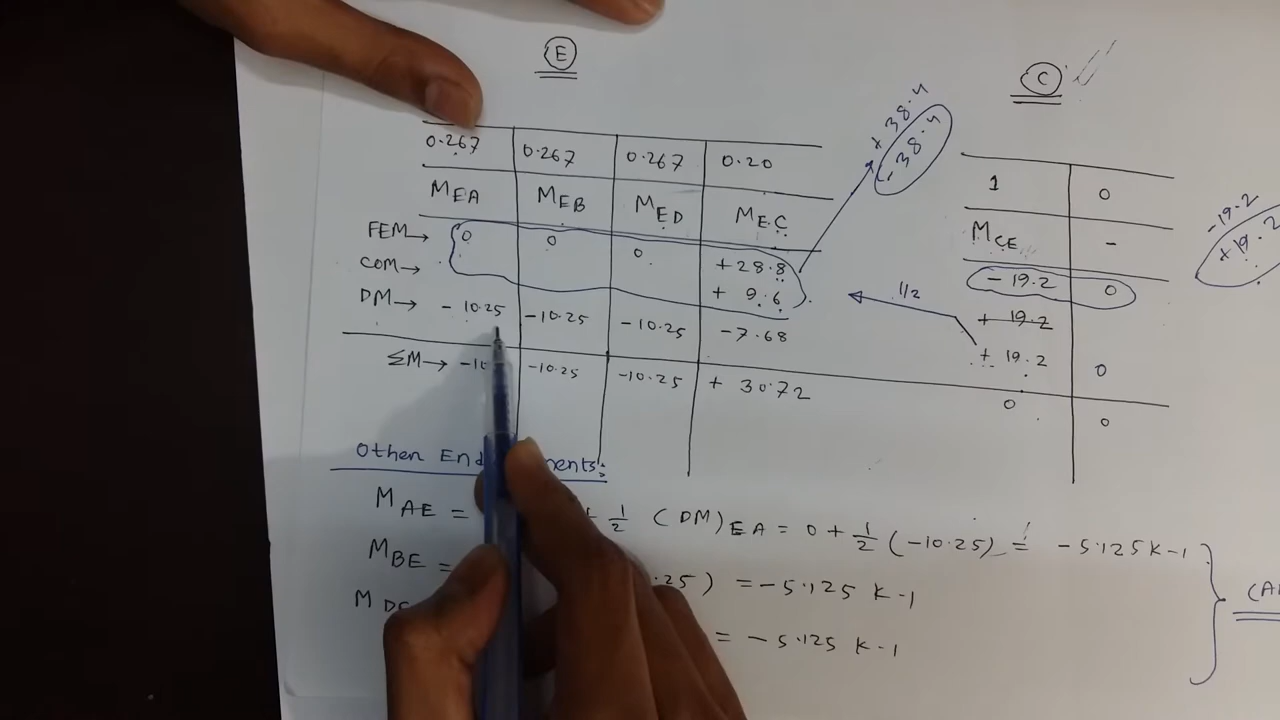 E
C
0.267 0.267 0.267 0.20
MEA MEB MED MEC
FEM→ 0 0 0 +28.8
COM→ + 9.6
DM→ - 10.25 -10.25 -10.25 -7.68
ΣM→ -10 -10.25 -10.25 + 30.72
+38.4
-38.4
1 0
MCE -
-19.2 0
+ 19.2
1/2
+ 19.2 0
0 0
-19.2
+19.2
Other End
MAE = + 1/2 (DM)EA = 0 + 1/2 (-10.25) = -5.125 K-1
MBE = .25) = -5.125 K-1
= -5.125 K-1